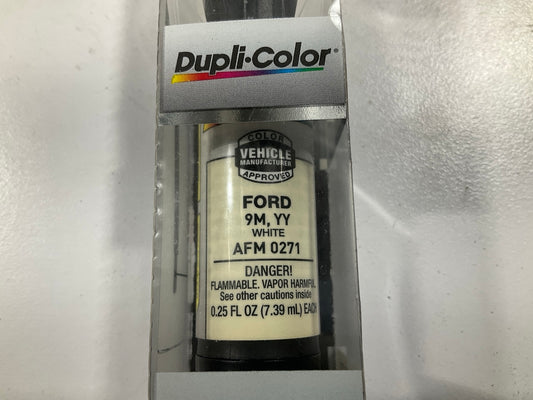 Dupli-Color®
COLOR
VEHICLE
MANUFACTURER
APPROVED
FORD
9M, YY
WHITE
AFM 0271
DANGER!
FLAMMABLE. VAPOR HARMFUL.
See other cautions inside
0.25 FL OZ (7.39 mL) EACH